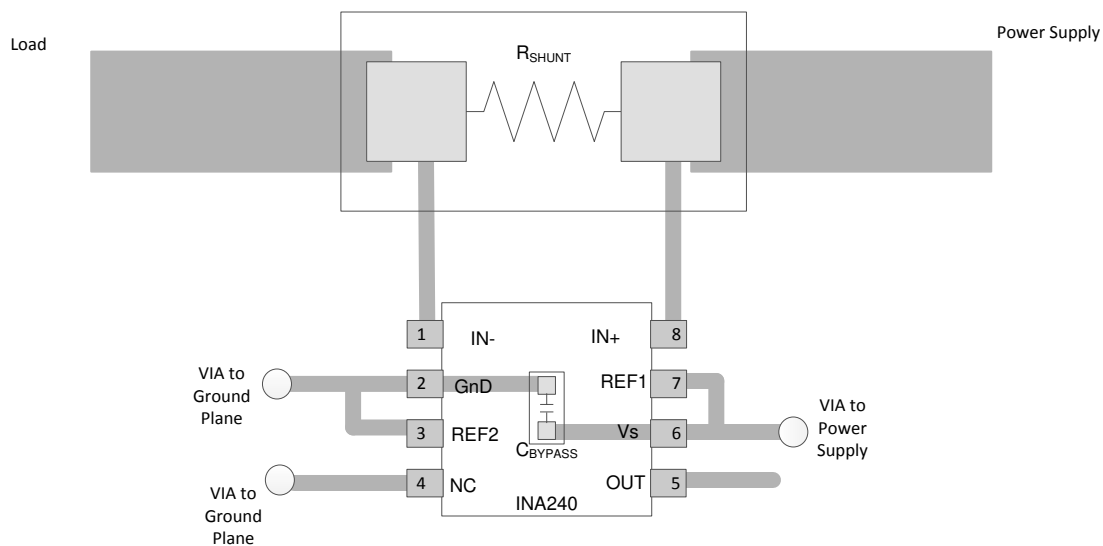 Load
Power Supply
RSHUNT
1
IN-
IN+
8
VIA to
Ground
Plane
2
GnD
REF1
7
3
REF2
Vs
6
VIA to
Power
Supply
CBYPASS
4
NC
OUT
5
VIA to
Ground
Plane
INA240